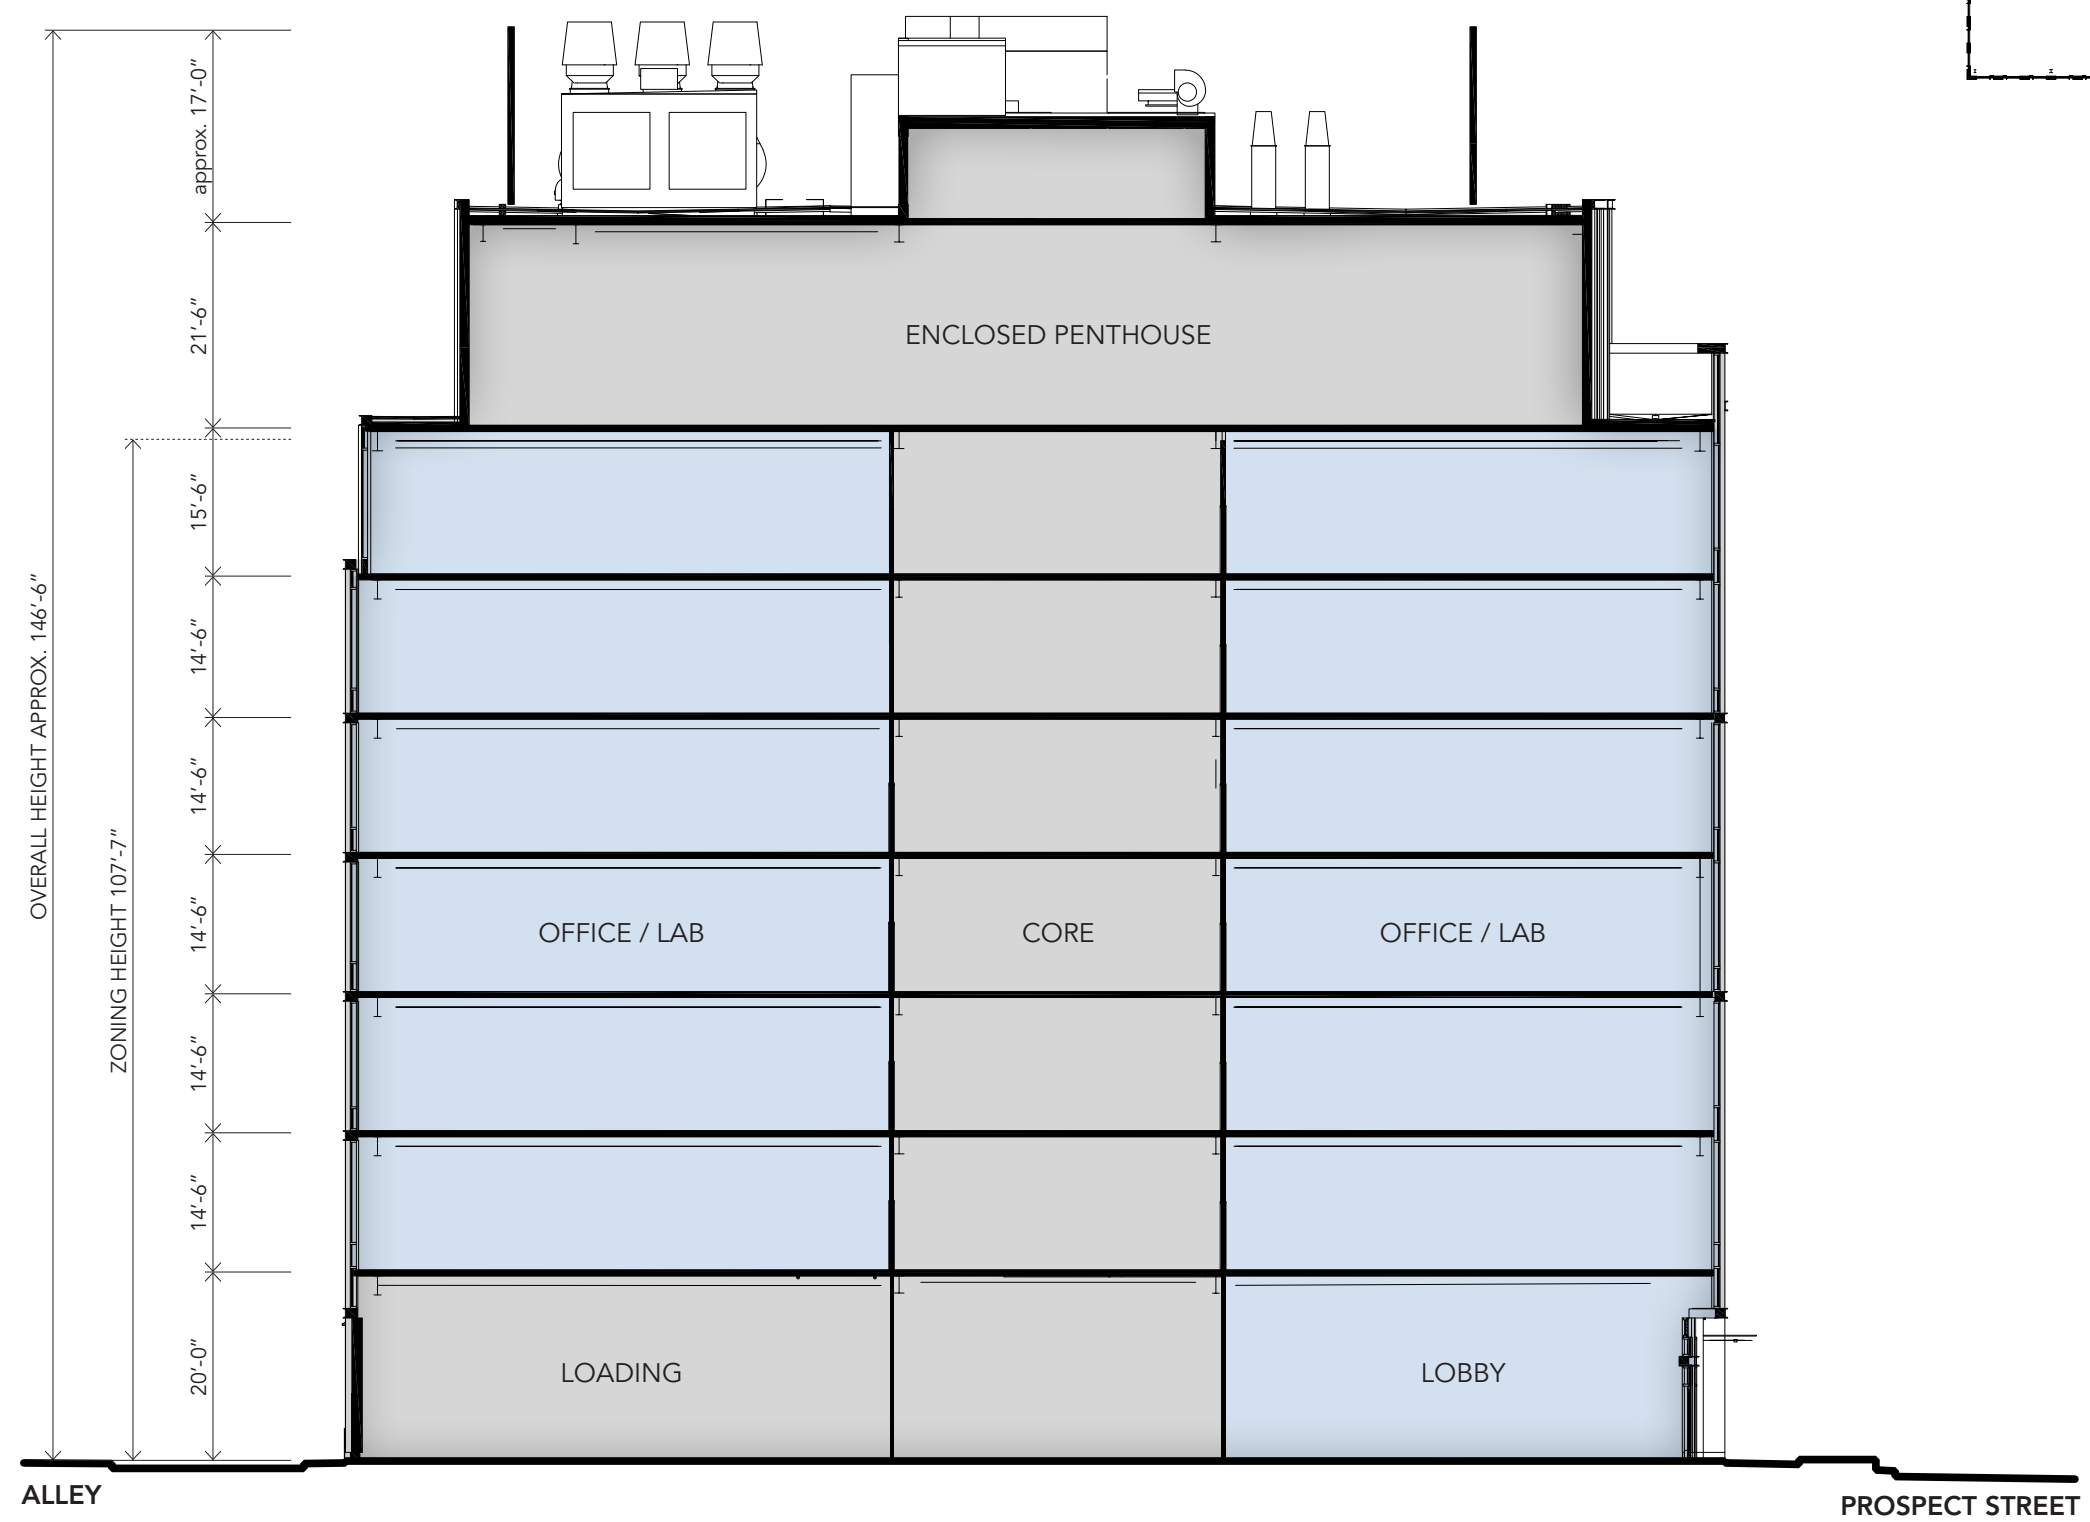 approx. 17’-0”
21’-6”
ENCLOSED PENTHOUSE
15’-6”
14’-6”
14’-6”
14’-6”
14’-6”
14’-6”
20’-0”
OVERALL HEIGHT APPROX. 146’-6”
ZONING HEIGHT 107’-7”
OFFICE / LAB
CORE
OFFICE / LAB
LOADING
LOBBY
ALLEY
PROSPECT STREET